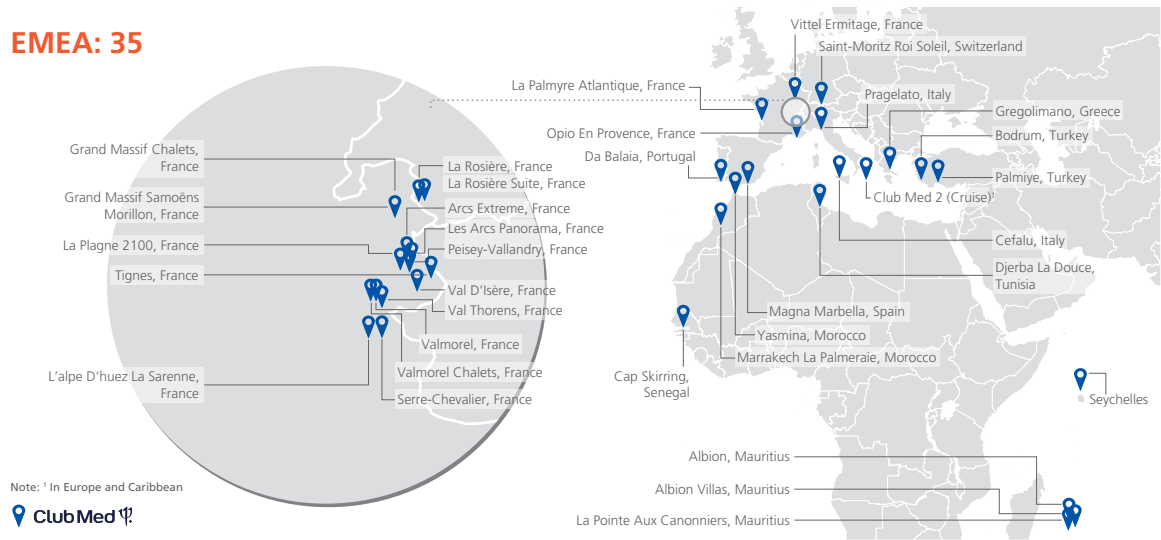 EMEA: 35
Grand Massif Chalets,
France
Grand Massif Samoëns
Morillon, France
La Plagne 2100, France
Tignes, France
L'alpe D'huez La Sarenne,
France
La Rosière, France
La Rosière Suite, France
Arcs Extreme, France
Les Arcs Panorama, France
Peisey-Vallandry, France
Val D'Isère, France
Val Thorens, France
Valmorel, France
Valmorel Chalets, France
Serre-Chevalier, France
Vittel Ermitage, France
Saint-Moritz Roi Soleil, Switzerland
La Palmyre Atlantique, France
Pragelato, Italy
Opio En Provence, France
Da Balaia, Portugal
Gregolimano, Greece
Bodrum, Turkey
Palmiye, Turkey
Club Med 2 (Cruise)¹
Cefalu, Italy
Djerba La Douce,
Tunisia
Magna Marbella, Spain
Yasmina, Morocco
Marrakech La Palmeraie, Morocco
Cap Skirring,
Senegal
Seychelles
Albion, Mauritius
Albion Villas, Mauritius
La Pointe Aux Canonniers, Mauritius
Note: ¹ In Europe and Caribbean
Club Med